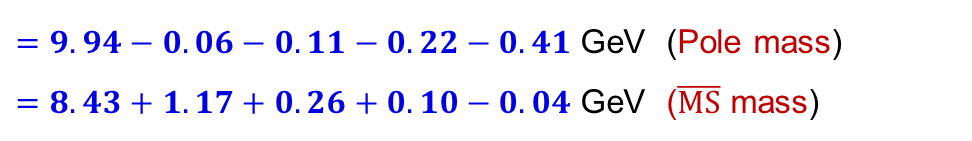 = 9.94 − 0.06 − 0.11 − 0.22 − 0.41 GeV (Pole mass)
= 8.43 + 1.17 + 0.26 + 0.10 − 0.04 GeV (M̅S̅ mass)